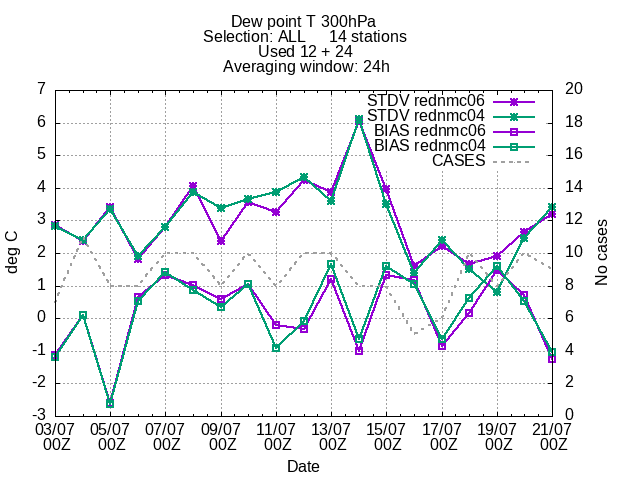 Dew point T 300hPa
Selection: ALL     14 stations
Used 12 + 24
Averaging window: 24h
deg C
7
6
5
4
3
2
1
0
-1
-2
-3
STDV rednmc06
STDV rednmc04
BIAS rednmc06
BIAS rednmc04
CASES
20
18
16
14
12
10
8
6
4
2
0
No cases
03/07 05/07 07/07 09/07 11/07 13/07 15/07 17/07 19/07 21/07
00Z 00Z 00Z 00Z 00Z 00Z 00Z 00Z 00Z 00Z
Date